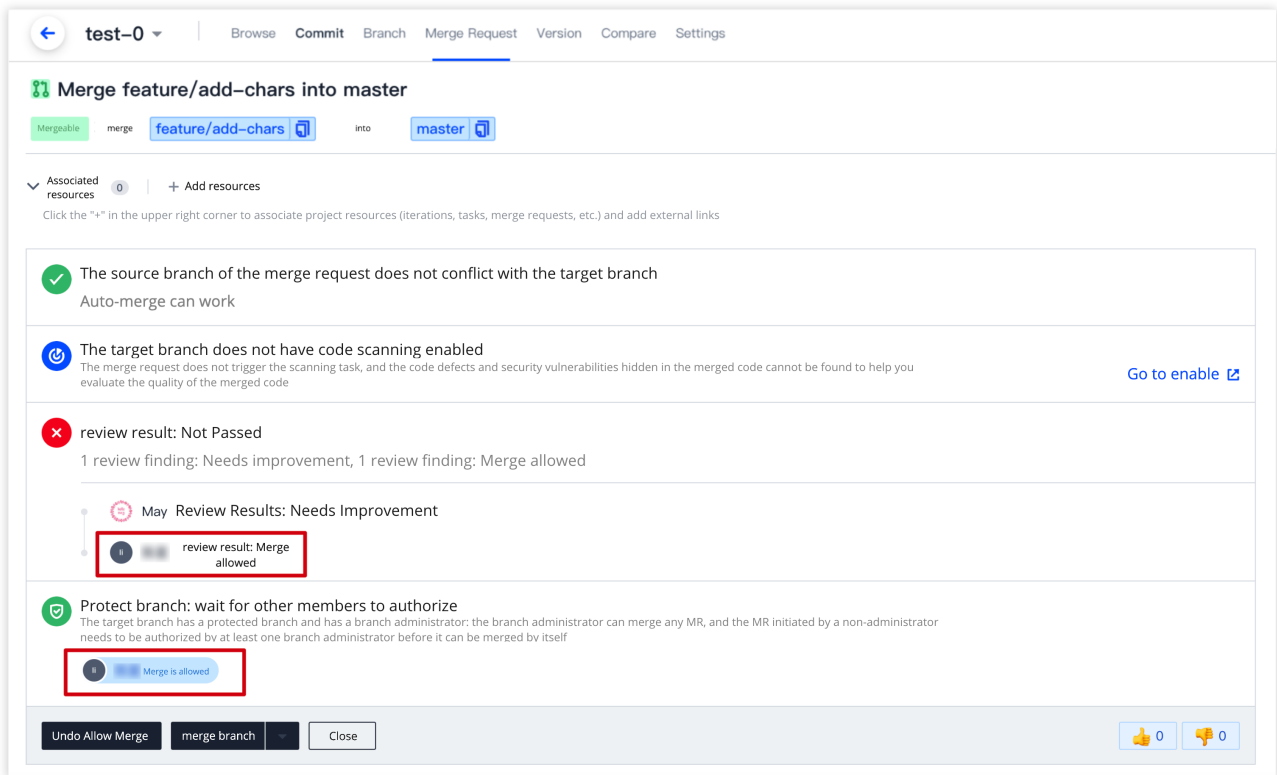 test-0
Browse Commit Branch Merge Request Version Compare Settings
Merge feature/add-chars into master
Mergeable merge feature/add-chars into master
Associated
resources
0
+ Add resources
Click the "+" in the upper right corner to associate project resources (iterations, tasks, merge requests, etc.) and add external links
The source branch of the merge request does not conflict with the target branch
Auto-merge can work
The target branch does not have code scanning enabled
The merge request does not trigger the scanning task, and the code defects and security vulnerabilities hidden in the merged code cannot be found to help you
evaluate the quality of the merged code
Go to enable
review result: Not Passed
1 review finding: Needs improvement, 1 review finding: Merge allowed
May Review Results: Needs Improvement
li
review result: Merge
allowed
Protect branch: wait for other members to authorize
The target branch has a protected branch and has a branch administrator: the branch administrator can merge any MR, and the MR initiated by a non-administrator
needs to be authorized by at least one branch administrator before it can be merged by itself
li Merge is allowed
Undo Allow Merge merge branch Close
0 0